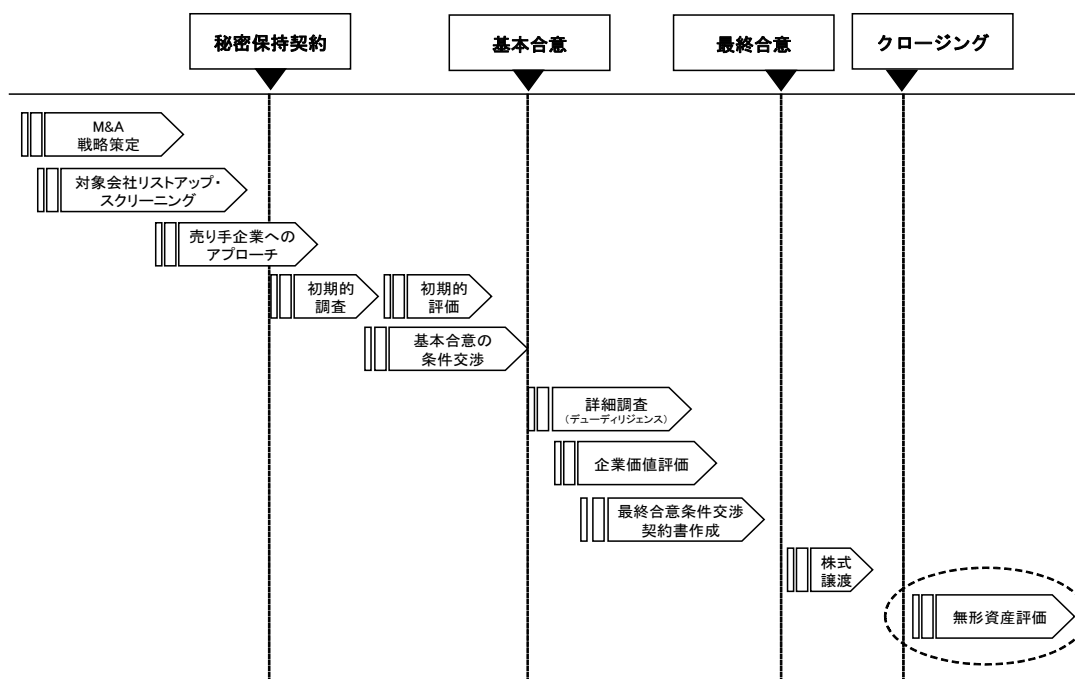 秘密保持契約
基本合意
最終合意
クロージング
M&A
戦略策定
対象会社リストアップ・
スクリーニング
売り手企業への
アプローチ
初期的
調査
初期的
評価
基本合意の
条件交渉
詳細調査
(デューディリジェンス)
企業価値評価
最終合意条件交渉
契約書作成
株式
譲渡
無形資産評価